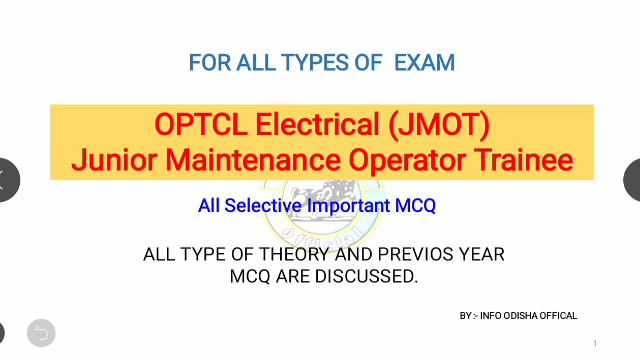 FOR ALL TYPES OF EXAM
OPTCL Electrical (JMOT)
Junior Maintenance Operator Trainee
All Selective Important MCQ
Official
ALL TYPE OF THEORY AND PREVIOS YEAR
MCQ ARE DISCUSSED.
BY:- INFO ODISHA OFFICAL
1